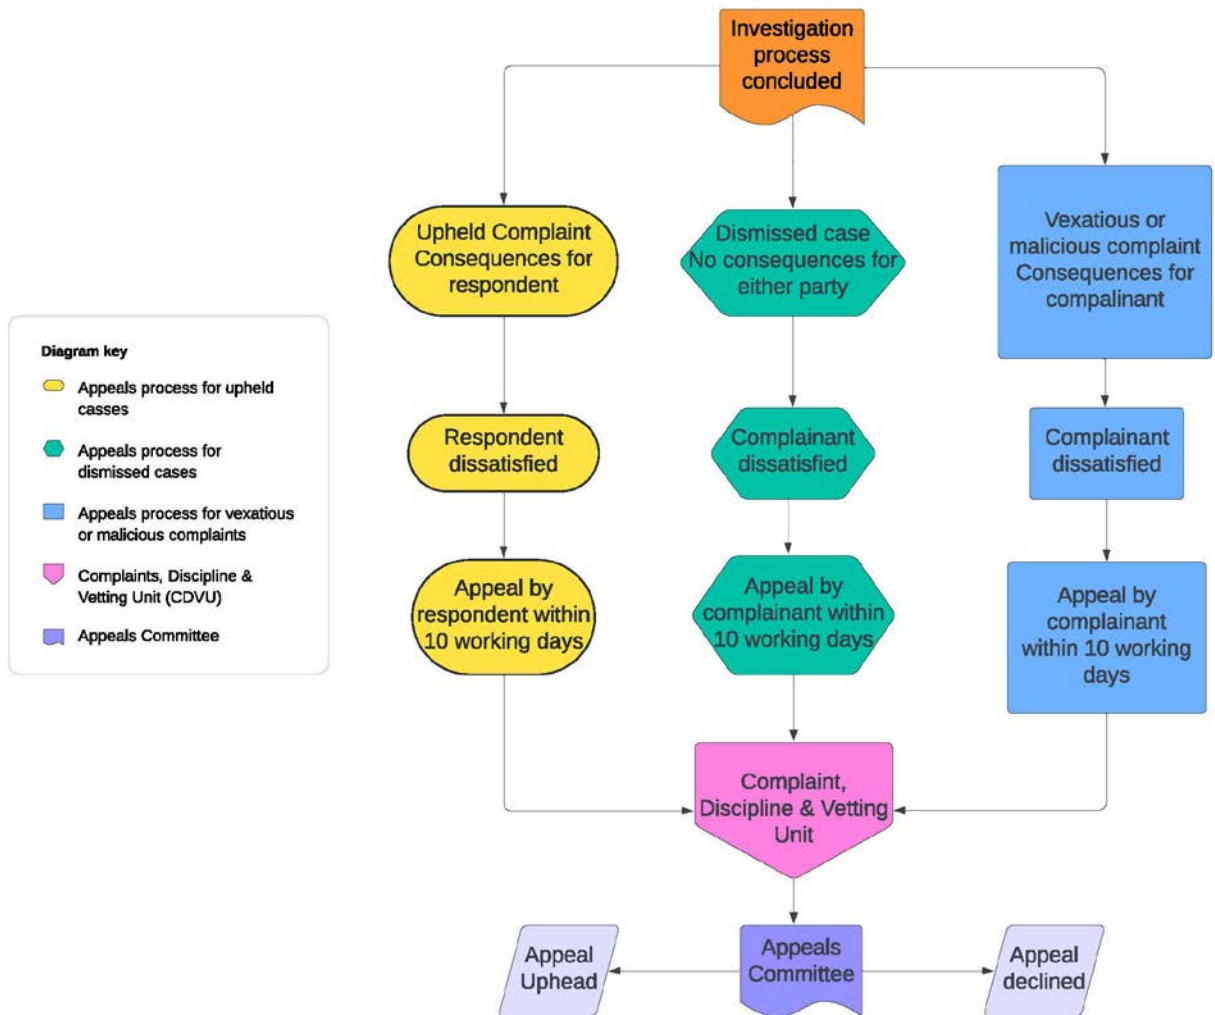 Investigation
process
concluded
Upheld Complaint
Consequences for
respondent
Dismissed case
No consequences for
either party
Vexatious or
malicious complaint
Consequences for
compalinant
Diagram key
Appeals process for upheld
casses
Appeals process for
dismissed cases
Appeals process for vexatious
or malicious complaints
Complaints, Discipline &
Vetting Unit (CDVU)
Appeals Committee
Respondent
dissatisfied
Complainant
dissatisfied
Complainant
dissatisfied
Appeal by
respondent within
10 working days
Appeal by
complainant within
10 working days
Appeal by
complainant
within 10 working
days
Complaint,
Discipline & Vetting
Unit
Appeal
Uphead
Appeals
Committee
Appeal
declined